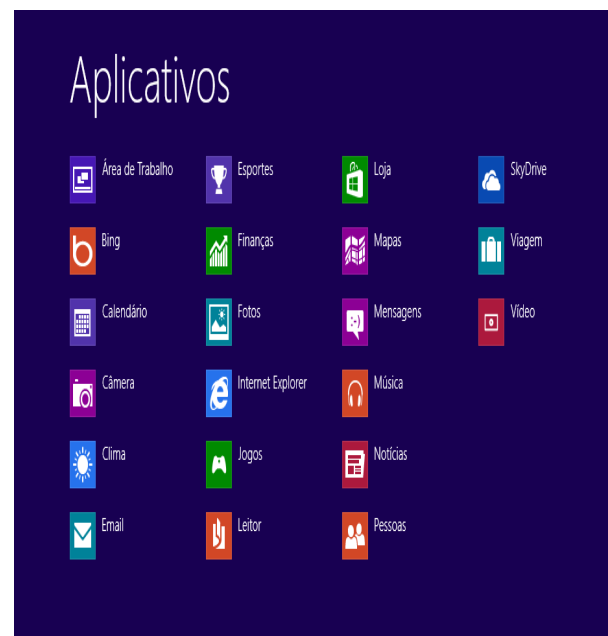 Aplicativos
Área de Trabalho
Bing
Calendário
Câmera
Clima
Email
Esportes
Finanças
Fotos
Internet Explorer
Jogos
Leitor
Loja
Mapas
Mensagens
Música
Notícias
Pessoas
SkyDrive
Viagem
Vídeo